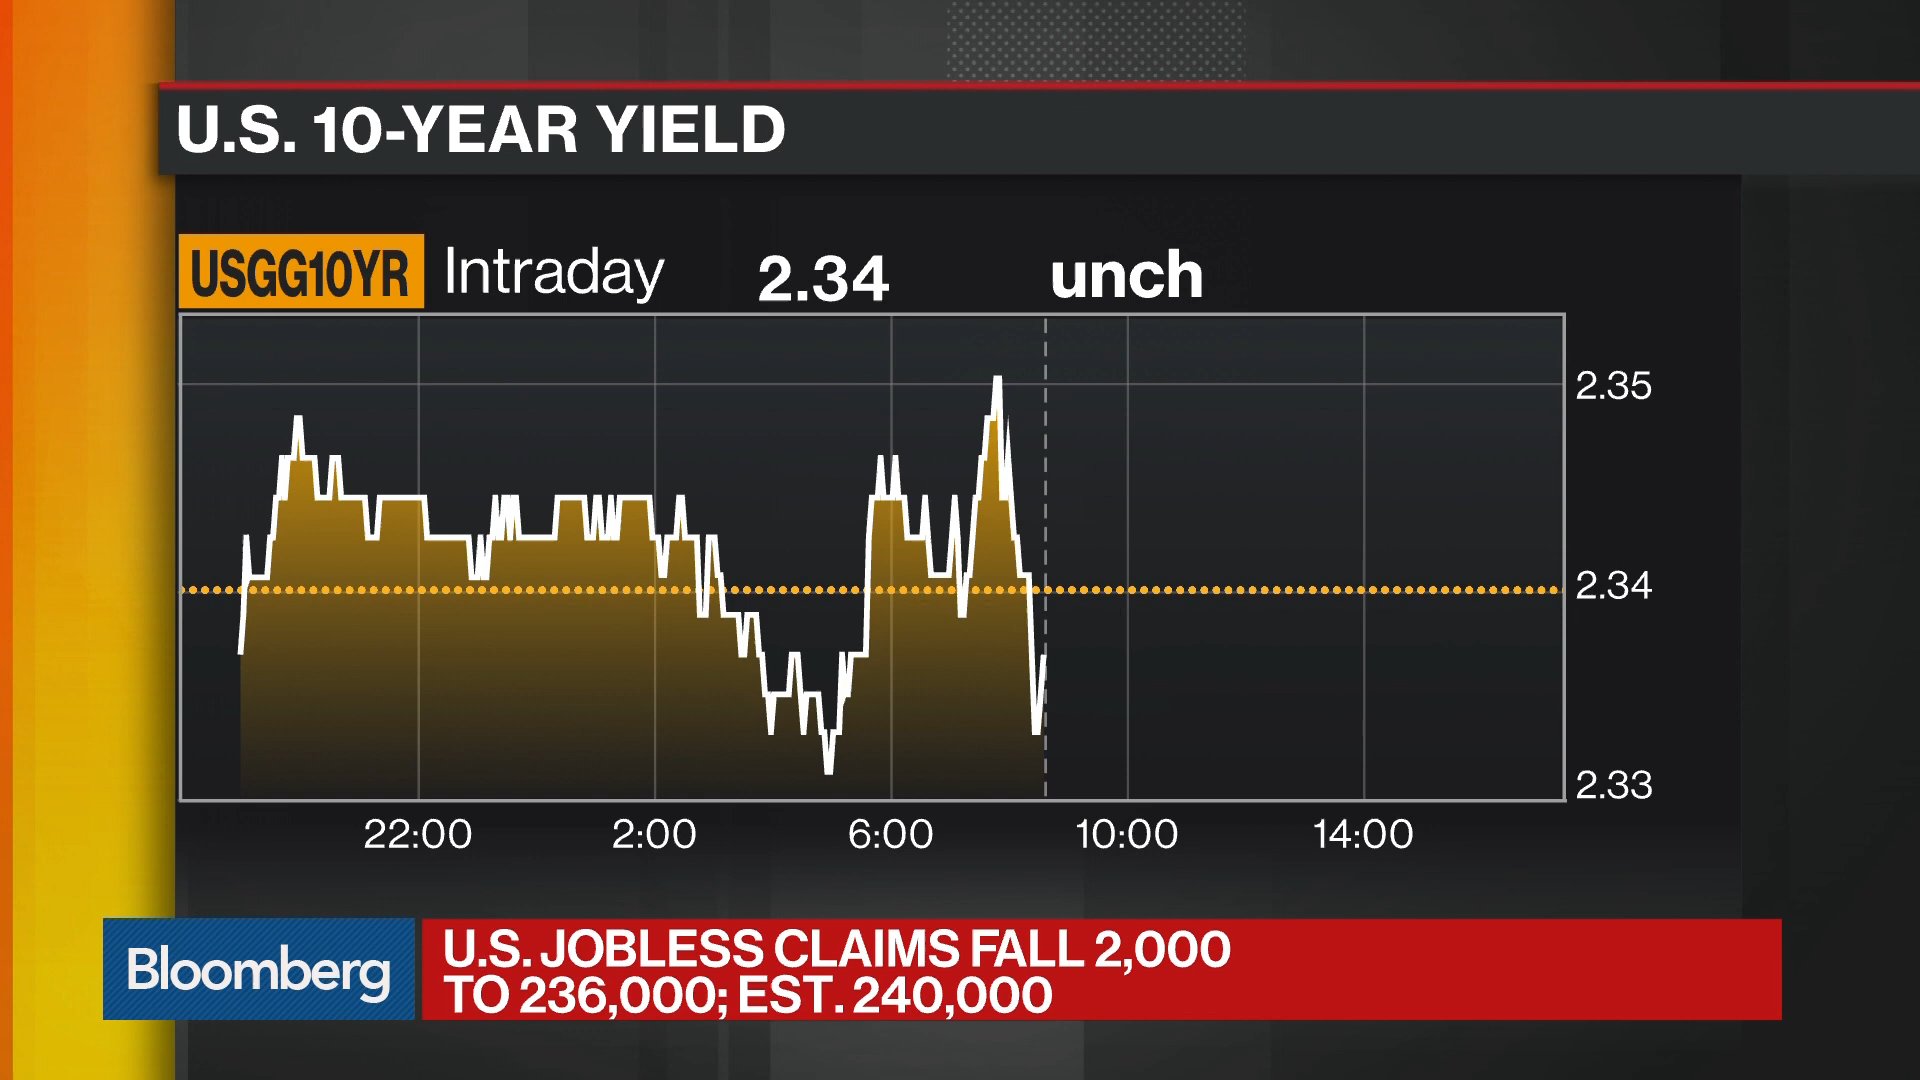 U.S. 10-YEAR YIELD
USGG10YR Intraday 2.34 unch
2.35
2.34
2.33
22:00 2:00 6:00 10:00 14:00
Bloomberg
U.S. JOBLESS CLAIMS FALL 2,000
TO 236,000; EST. 240,000